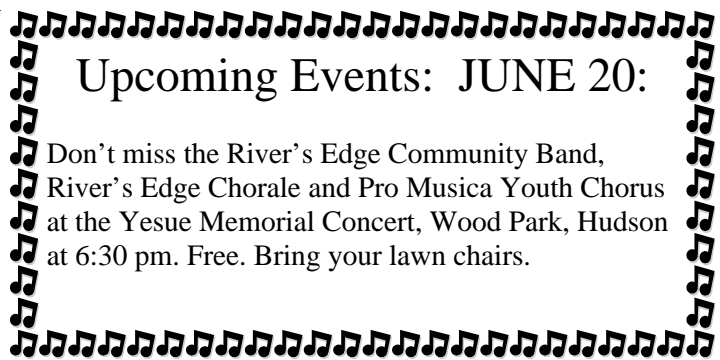 Upcoming Events:  JUNE 20:
Don’t miss the River’s Edge Community Band,
River’s Edge Chorale and Pro Musica Youth Chorus
at the Yesue Memorial Concert, Wood Park, Hudson
at 6:30 pm. Free. Bring your lawn chairs.